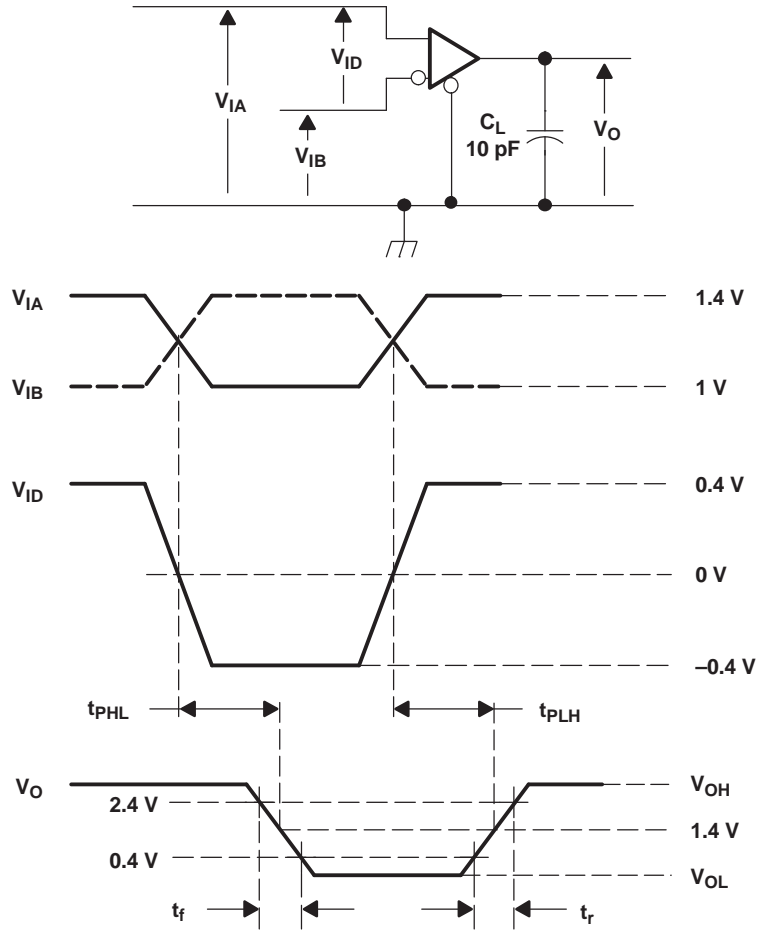 V_ID
V_IA
V_IB
C_L
10 pF
V_O
V_IA
1.4 V
V_IB
1 V
V_ID
0.4 V
0 V
–0.4 V
t_PHL
t_PLH
V_O
V_OH
2.4 V
1.4 V
0.4 V
V_OL
t_f
t_r